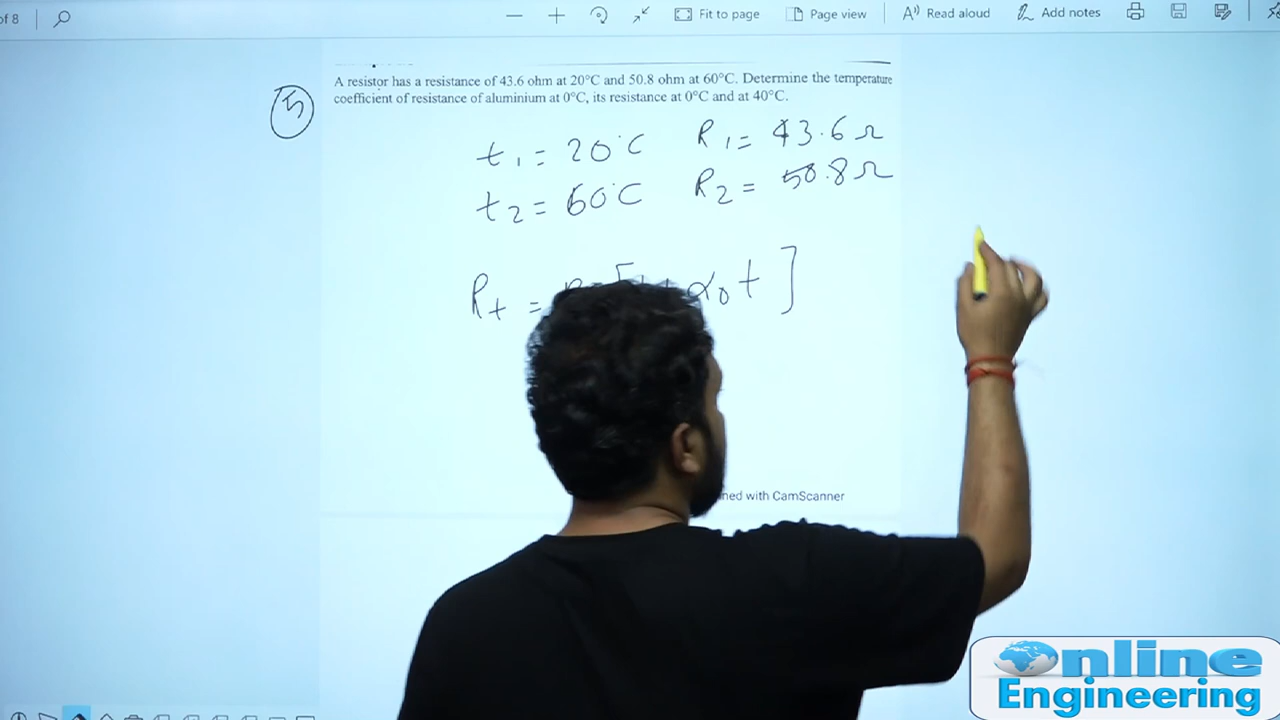 of 8 Fit to page Page view Read aloud Add notes
A resistor has a resistance of 43.6 ohm at 20°C and 50.8 ohm at 60°C. Determine the temperature
coefficient of resistance of aluminium at 0°C, its resistance at 0°C and at 40°C.
5
t1 = 20°C R1 = 43.6 Ω
t2 = 60°C R2 = 50.8 Ω
Rt = α0 t ]
with CamScanner
Online
Engineering